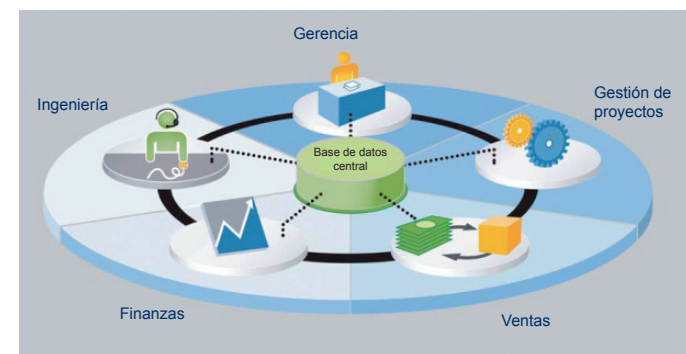 Gerencia
Ingeniería
Gestión de
proyectos
Base de datos
central
Finanzas
Ventas